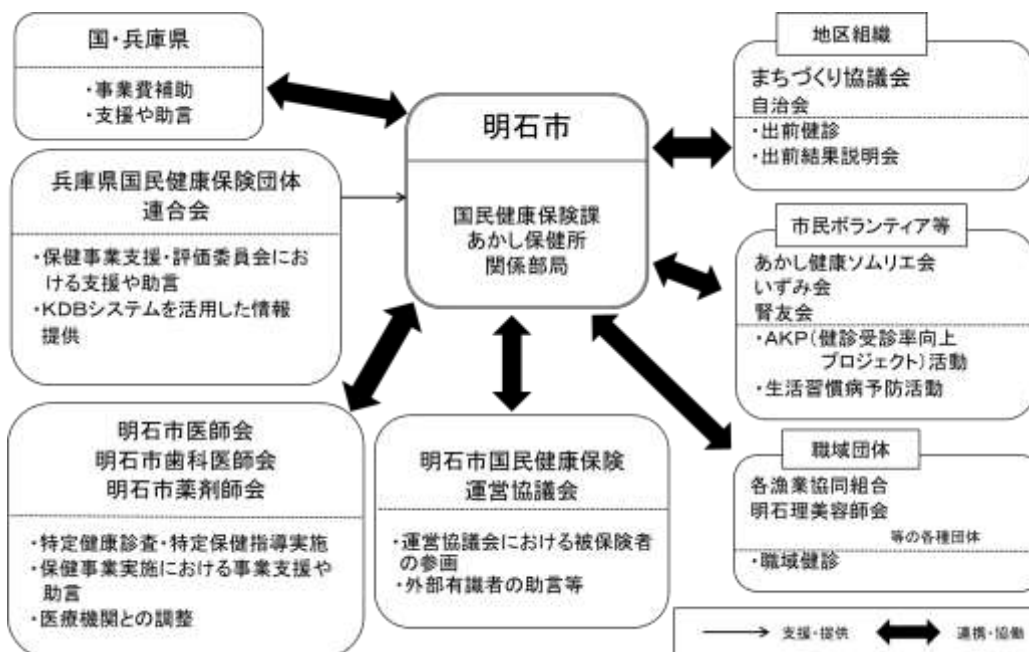 国・兵庫県
・事業費補助
・支援や助言
兵庫県国民健康保険団体
連合会
・保健事業支援・評価委員会にお
ける支援や助言
・KDBシステムを活用した情報
提供
明石市医師会
明石市歯科医師会
明石市薬剤師会
・特定健康診査・特定保健指導実施
・保健事業実施における事業支援や
助言
・医療機関との調整
明石市
国民健康保険課
あかし保健所
関係部局
明石市国民健康保険
運営協議会
・運営協議会における被保険者
の参画
・外部有識者の助言等
地区組織
まちづくり協議会
自治会
・出前健診
・出前結果説明会
市民ボランティア等
あかし健康ソムリエ会
いずみ会
腎友会
・AKP(健診受診率向上
プロジェクト)活動
・生活習慣病予防活動
職域団体
各漁業協同組合
明石理美容師会
等の各種団体
・職域健診
支援・提供
連携・協働